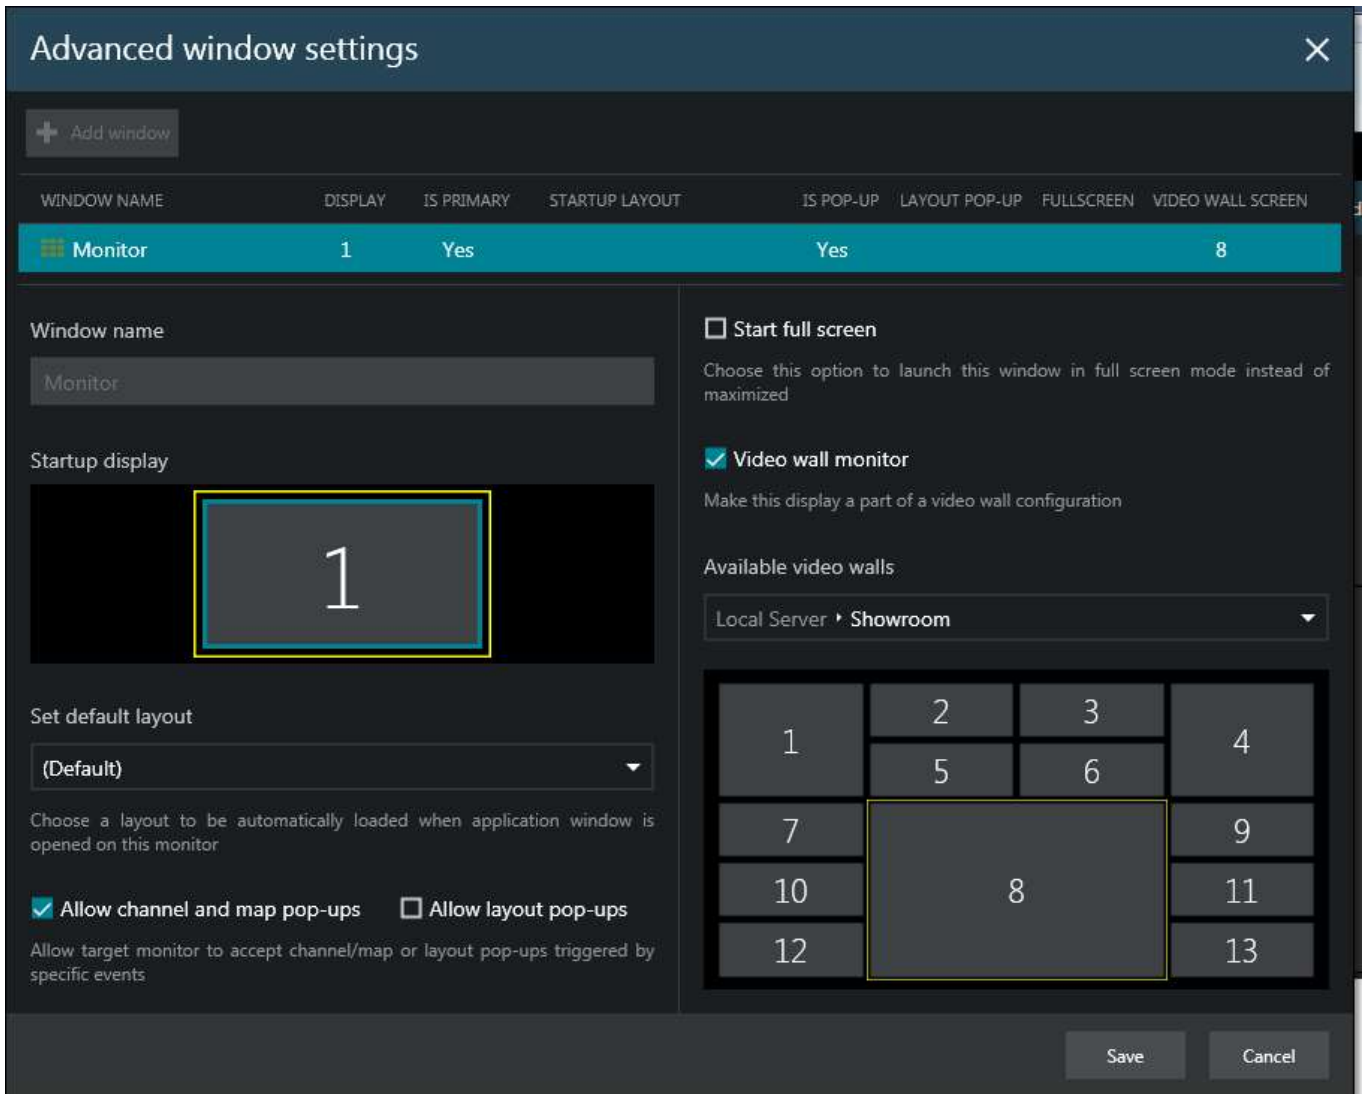 Advanced window settings
Add window
WINDOW NAME DISPLAY IS PRIMARY STARTUP LAYOUT IS POP-UP LAYOUT POP-UP FULLSCREEN VIDEO WALL SCREEN
Monitor 1 Yes Yes 8
Window name
Monitor
Startup display
1
Set default layout
(Default)
Choose a layout to be automatically loaded when application window is
opened on this monitor
Allow channel and map pop-ups Allow layout pop-ups
Allow target monitor to accept channel/map or layout pop-ups triggered by
specific events
Start full screen
Choose this option to launch this window in full screen mode instead of
maximized
Video wall monitor
Make this display a part of a video wall configuration
Available video walls
Local Server ‣ Showroom
1 2 3 4
5 6
7 8 9
10 11
12 13
Save Cancel